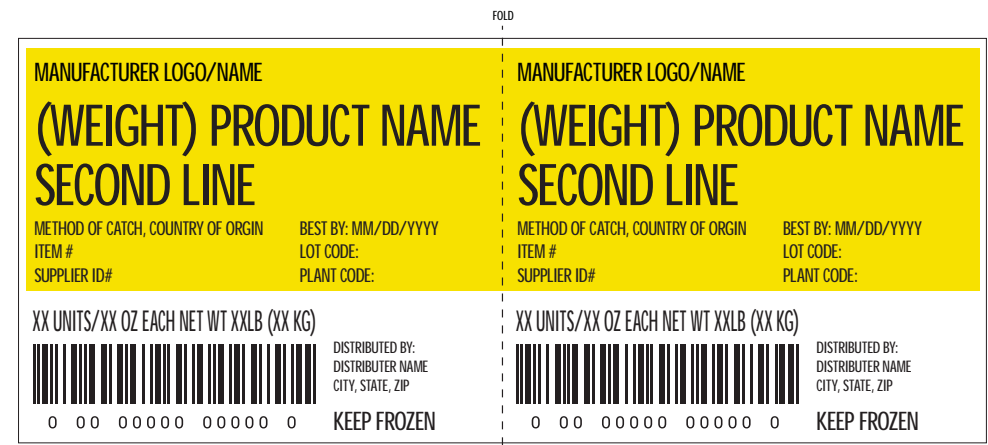 FOLD
MANUFACTURER LOGO/NAME
(WEIGHT) PRODUCT NAME
SECOND LINE
METHOD OF CATCH, COUNTRY OF ORGIN
ITEM #
SUPPLIER ID#
BEST BY: MM/DD/YYYY
LOT CODE:
PLANT CODE:
XX UNITS/XX OZ EACH NET WT XXLB (XX KG)
0 00 00000 00000 0
DISTRIBUTED BY:
DISTRIBUTER NAME
CITY, STATE, ZIP
KEEP FROZEN
MANUFACTURER LOGO/NAME
(WEIGHT) PRODUCT NAME
SECOND LINE
METHOD OF CATCH, COUNTRY OF ORGIN
ITEM #
SUPPLIER ID#
BEST BY: MM/DD/YYYY
LOT CODE:
PLANT CODE:
XX UNITS/XX OZ EACH NET WT XXLB (XX KG)
0 00 00000 00000 0
DISTRIBUTED BY:
DISTRIBUTER NAME
CITY, STATE, ZIP
KEEP FROZEN